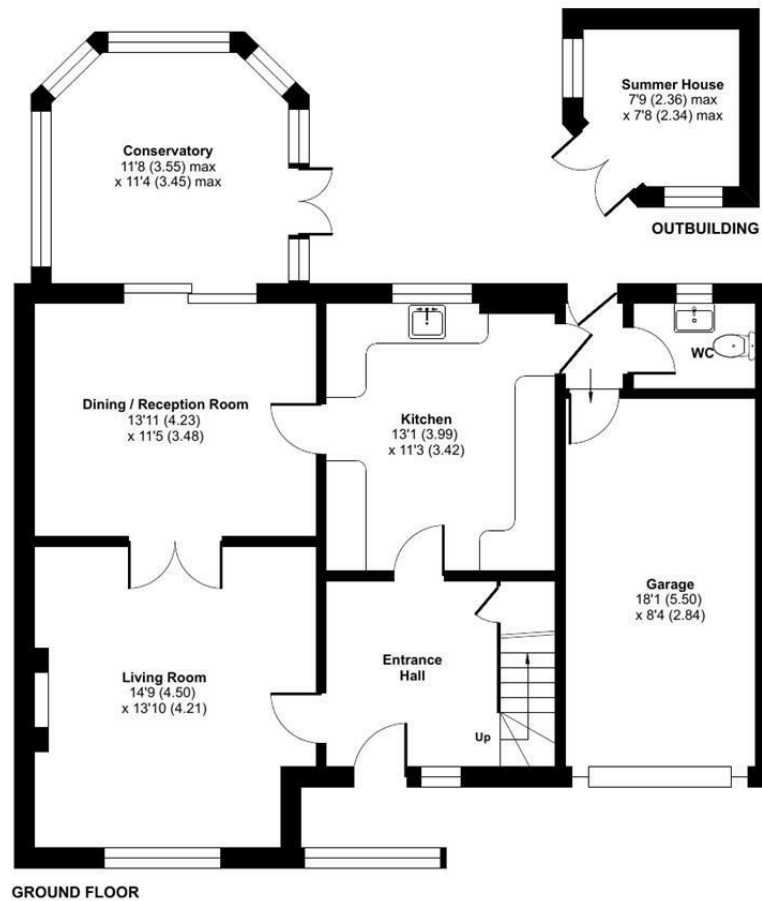 Conservatory
11'8 (3.55) max
x 11'4 (3.45) max
Summer House
7'9 (2.36) max
x 7'8 (2.34) max
OUTBUILDING
Dining / Reception Room
13'11 (4.23)
x 11'5 (3.48)
Kitchen
13'1 (3.99)
x 11'3 (3.42)
WC
Garage
18'1 (5.50)
x 8'4 (2.84)
Living Room
14'9 (4.50)
x 13'10 (4.21)
Entrance
Hall
Up
GROUND FLOOR